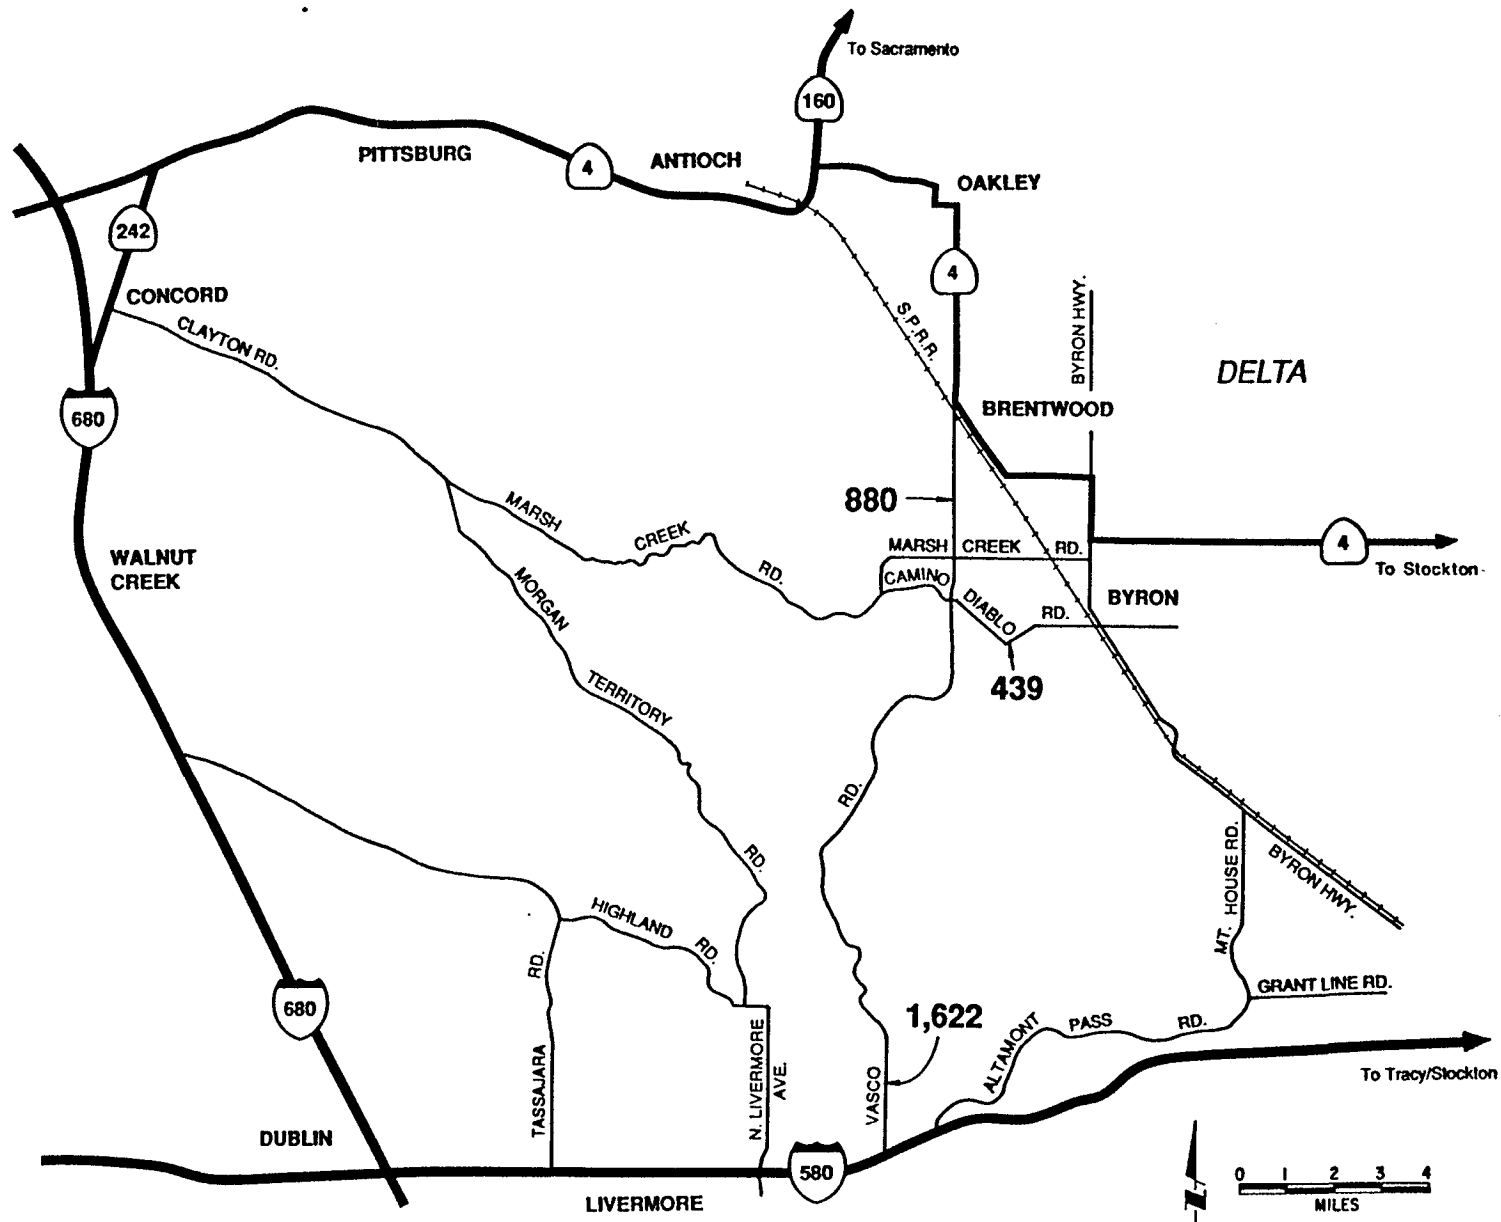 To Sacramento
160
PITTSBURG
4
ANTIOCH
OAKLEY
242
4
CONCORD
CLAYTON RD.
S.P.R.R.
BYRON HWY.
DELTA
680
BRENTWOOD
880
MARSH CREEK RD.
MARSH CREEK RD.
4
To Stockton
WALNUT
CREEK
CAMINO DIABLO RD.
BYRON
MORGAN TERRITORY RD.
439
RD.
HIGHLAND RD.
MT. HOUSE RD.
BYRON HWY.
RD.
680
GRANT LINE RD.
1,622
ALTAMONT PASS RD.
TASSAJARA
N. LIVERMORE
AVE.
VASCO
To Tracy/Stockton
DUBLIN
580
LIVERMORE
N
0 1 2 3 4
MILES